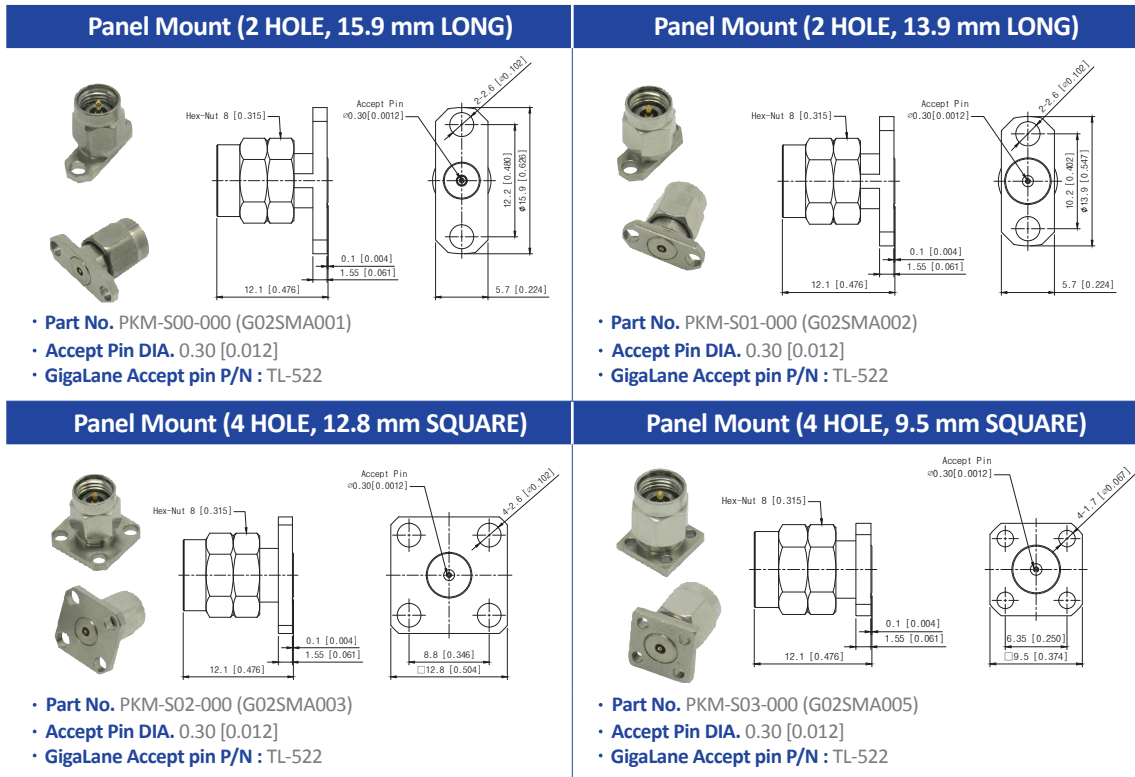 Panel Mount (2 HOLE, 15.9 mm LONG)
Hex-Nut 8 [0.315]
Accept Pin
⌀0.30[0.0012]
2-2.6 [⌀0.102]
12.2 [0.480]
ϕ15.9 [0.626]
0.1 [0.004]
1.55 [0.061]
12.1 [0.476]
5.7 [0.224]
· Part No. PKM-S00-000 (G02SMA001)
· Accept Pin DIA. 0.30 [0.012]
· GigaLane Accept pin P/N : TL-522
Panel Mount (2 HOLE, 13.9 mm LONG)
Hex-Nut 8 [0.315]
Accept Pin
⌀0.30[0.0012]
2-2.6 [⌀0.102]
10.2 [0.402]
ϕ13.9 [0.547]
0.1 [0.004]
1.55 [0.061]
12.1 [0.476]
5.7 [0.224]
· Part No. PKM-S01-000 (G02SMA002)
· Accept Pin DIA. 0.30 [0.012]
· GigaLane Accept pin P/N : TL-522
Panel Mount (4 HOLE, 12.8 mm SQUARE)
Hex-Nut 8 [0.315]
Accept Pin
⌀0.30[0.0012]
4-2.6 [⌀0.102]
0.1 [0.004]
1.55 [0.061]
12.1 [0.476]
8.8 [0.346]
□12.8 [0.504]
· Part No. PKM-S02-000 (G02SMA003)
· Accept Pin DIA. 0.30 [0.012]
· GigaLane Accept pin P/N : TL-522
Panel Mount (4 HOLE, 9.5 mm SQUARE)
Hex-Nut 8 [0.315]
Accept Pin
⌀0.30[0.0012]
4-1.7 [⌀0.067]
0.1 [0.004]
1.55 [0.061]
12.1 [0.476]
6.35 [0.250]
□9.5 [0.374]
· Part No. PKM-S03-000 (G02SMA005)
· Accept Pin DIA. 0.30 [0.012]
· GigaLane Accept pin P/N : TL-522